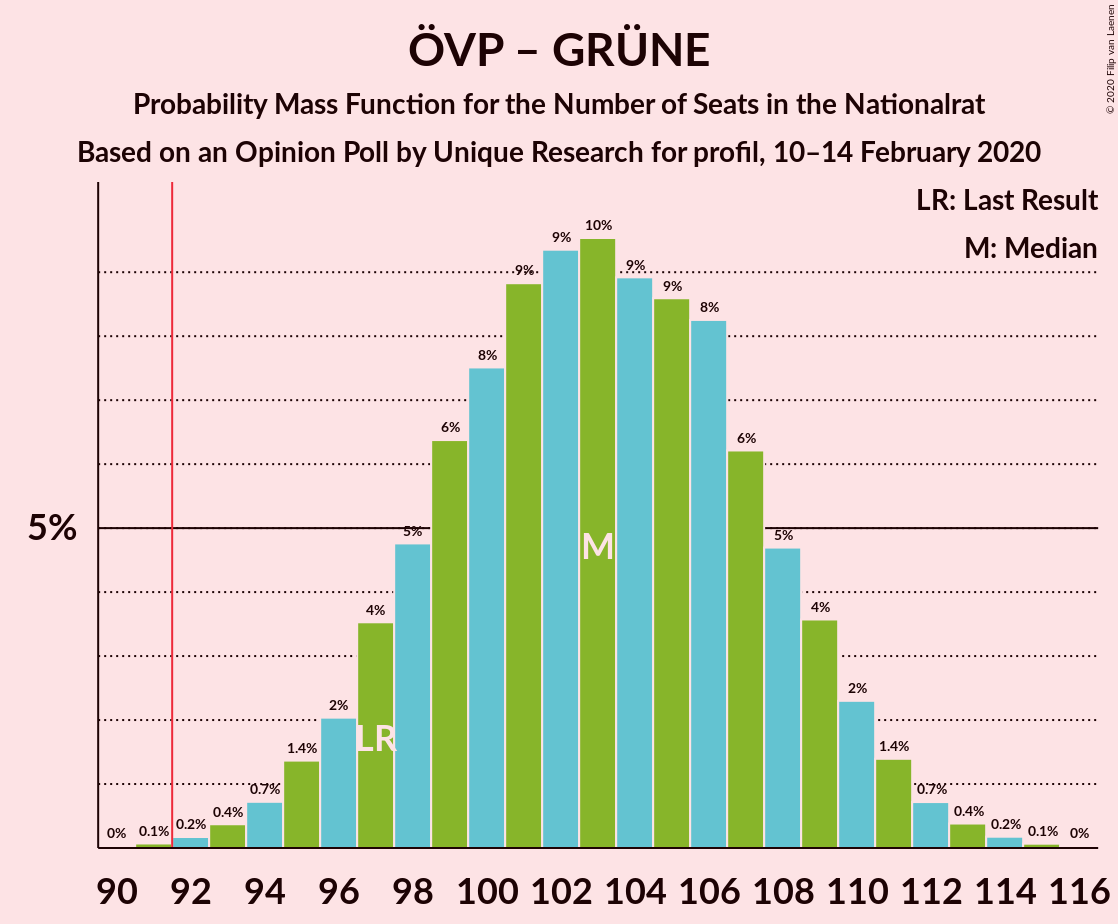 ÖVP – GRÜNE
Probability Mass Function for the Number of Seats in the Nationalrat
Based on an Opinion Poll by Unique Research for profil, 10–14 February 2020
© 2020 Filip van Laenen
LR: Last Result
M: Median
5%
0% 0.1% 0.2% 0.4% 0.7% 1.4% 2% 4% 5% 6% 8% 9% 9% 10% 9% 9% 8% 6% 5% 4% 2% 1.4% 0.7% 0.4% 0.2% 0.1% 0%
M
LR
90 92 94 96 98 100 102 104 106 108 110 112 114 116